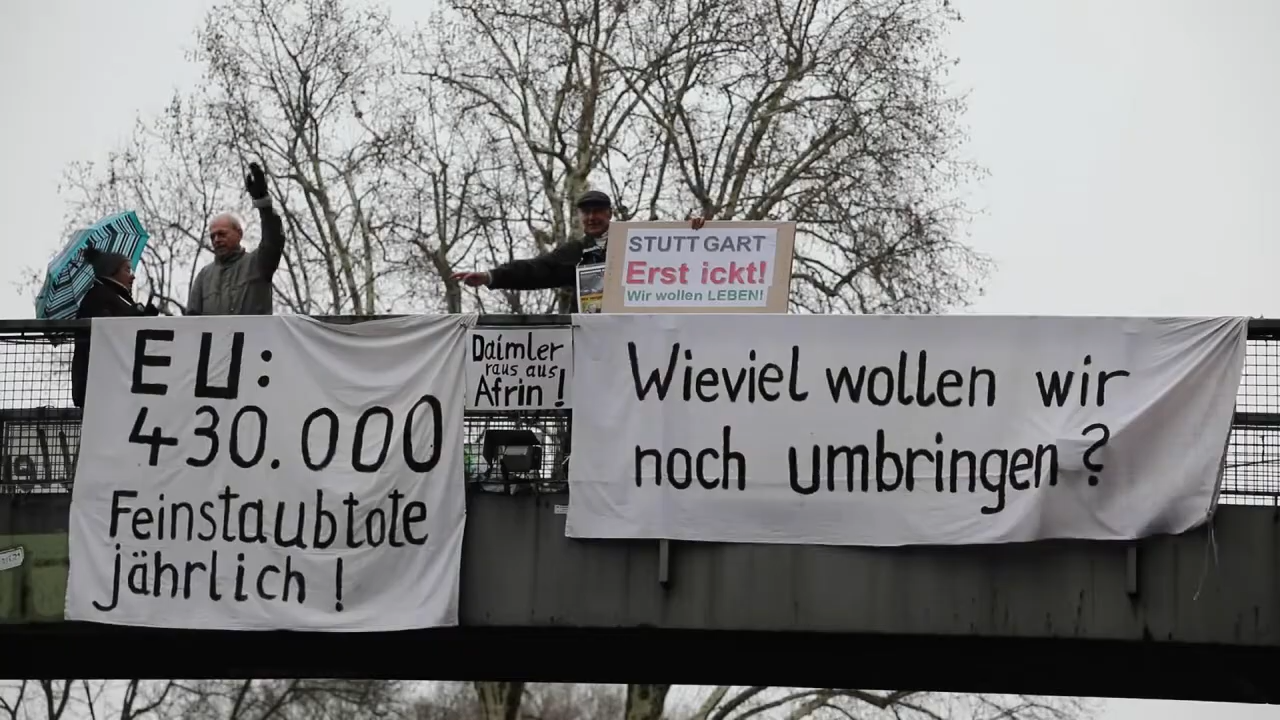 STUTTGART
Erst ickt!
Wir wollen LEBEN!
EU:
430.000
Feinstaubtote
jährlich!
Daimler
raus aus
Afrin!
Wieviel wollen wir
noch umbringen?